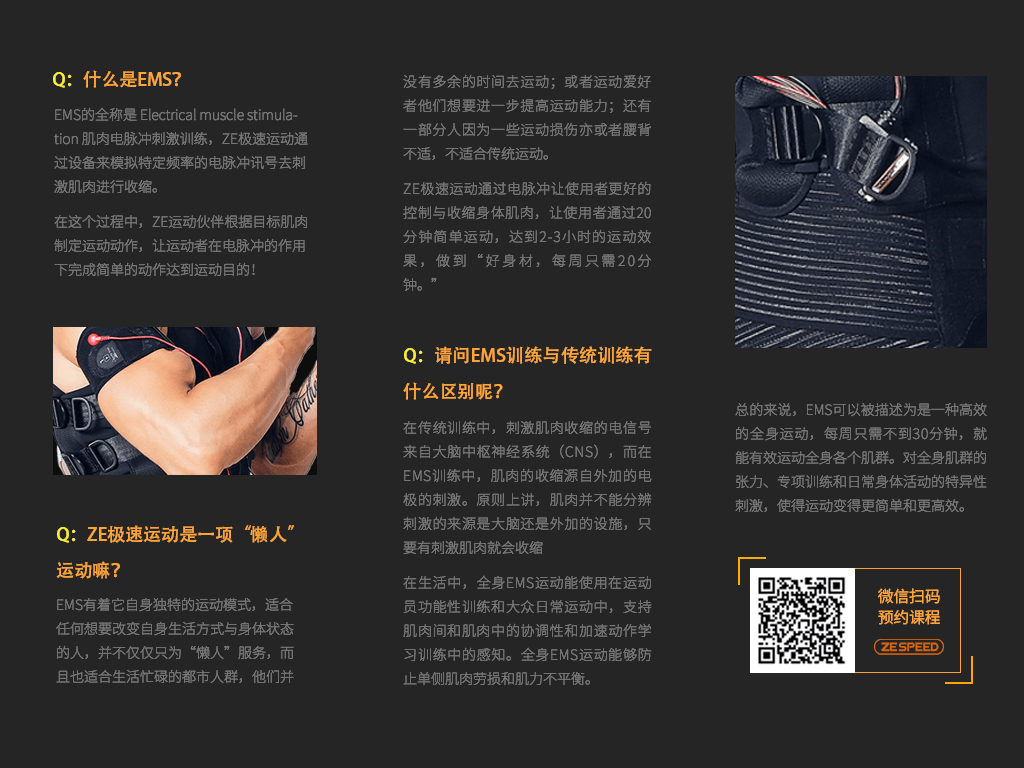 Q: 什么是EMS?
EMS的全称是 Electrical muscle stimula-
tion 肌肉电脉冲刺激训练，ZE极速运动通
过设备来模拟特定频率的电脉冲讯号去刺
激肌肉进行收缩。
在这个过程中，ZE运动伙伴根据目标肌肉
制定运动动作，让运动者在电脉冲的作用
下完成简单的动作达到运动目的！
Q: ZE极速运动是一项“懒人”
运动嘛？
EMS有着它自身独特的运动模式，适合
任何想要改变自身生活方式与身体状态
的人，并不仅仅只为“懒人”服务，而
且也适合生活忙碌的都市人群，他们并
没有多余的时间去运动；或者运动爱好
者他们想要进一步提高运动能力；还有
一部分人因为一些运动损伤亦或者腰背
不适，不适合传统运动。
ZE极速运动通过电脉冲让使用者更好的
控制与收缩身体肌肉，让使用者通过20
分钟简单运动，达到2-3小时的运动效
果，做到“好身材，每周只需20分
钟。”
Q: 请问EMS训练与传统训练有
什么区别呢？
在传统训练中，刺激肌肉收缩的电信号
来自大脑中枢神经系统（CNS），而在
EMS训练中，肌肉的收缩源自外加的电
极的刺激。原则上讲，肌肉并不能分辨
刺激的来源是大脑还是外加的设施，只
要有刺激肌肉就会收缩
在生活中，全身EMS运动能使用在运动
员功能性训练和大众日常运动中，支持
肌肉间和肌肉中的协调性和加速动作学
习训练中的感知。全身EMS运动能够防
止单侧肌肉劳损和肌力不平衡。
总的来说，EMS可以被描述为是一种高效
的全身运动，每周只需不到30分钟，就
能有效运动全身各个肌群。对全身肌群的
张力、专项训练和日常身体活动的特异性
刺激，使得运动变得更简单和更高效。
微信扫码
预约课程
ZE SPEED